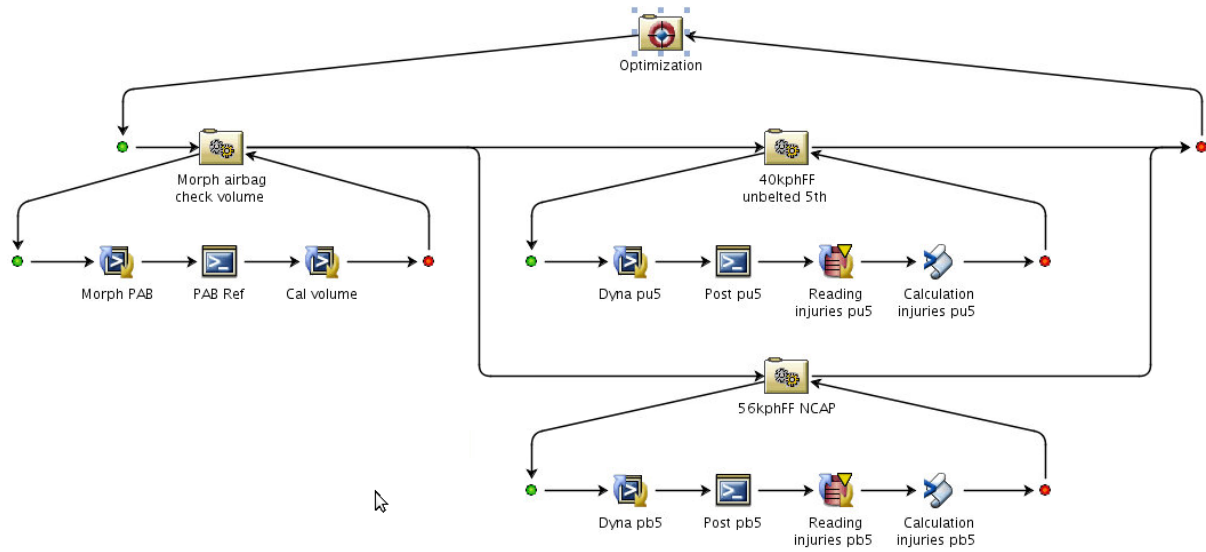 Optimization
Morph airbag
check volume
40kphFF
unbelted 5th
Morph PAB
PAB Ref
Cal volume
Dyna pu5
Post pu5
Reading
injuries pu5
Calculation
injuries pu5
56kphFF NCAP
Dyna pb5
Post pb5
Reading
injuries pb5
Calculation
injuries pb5